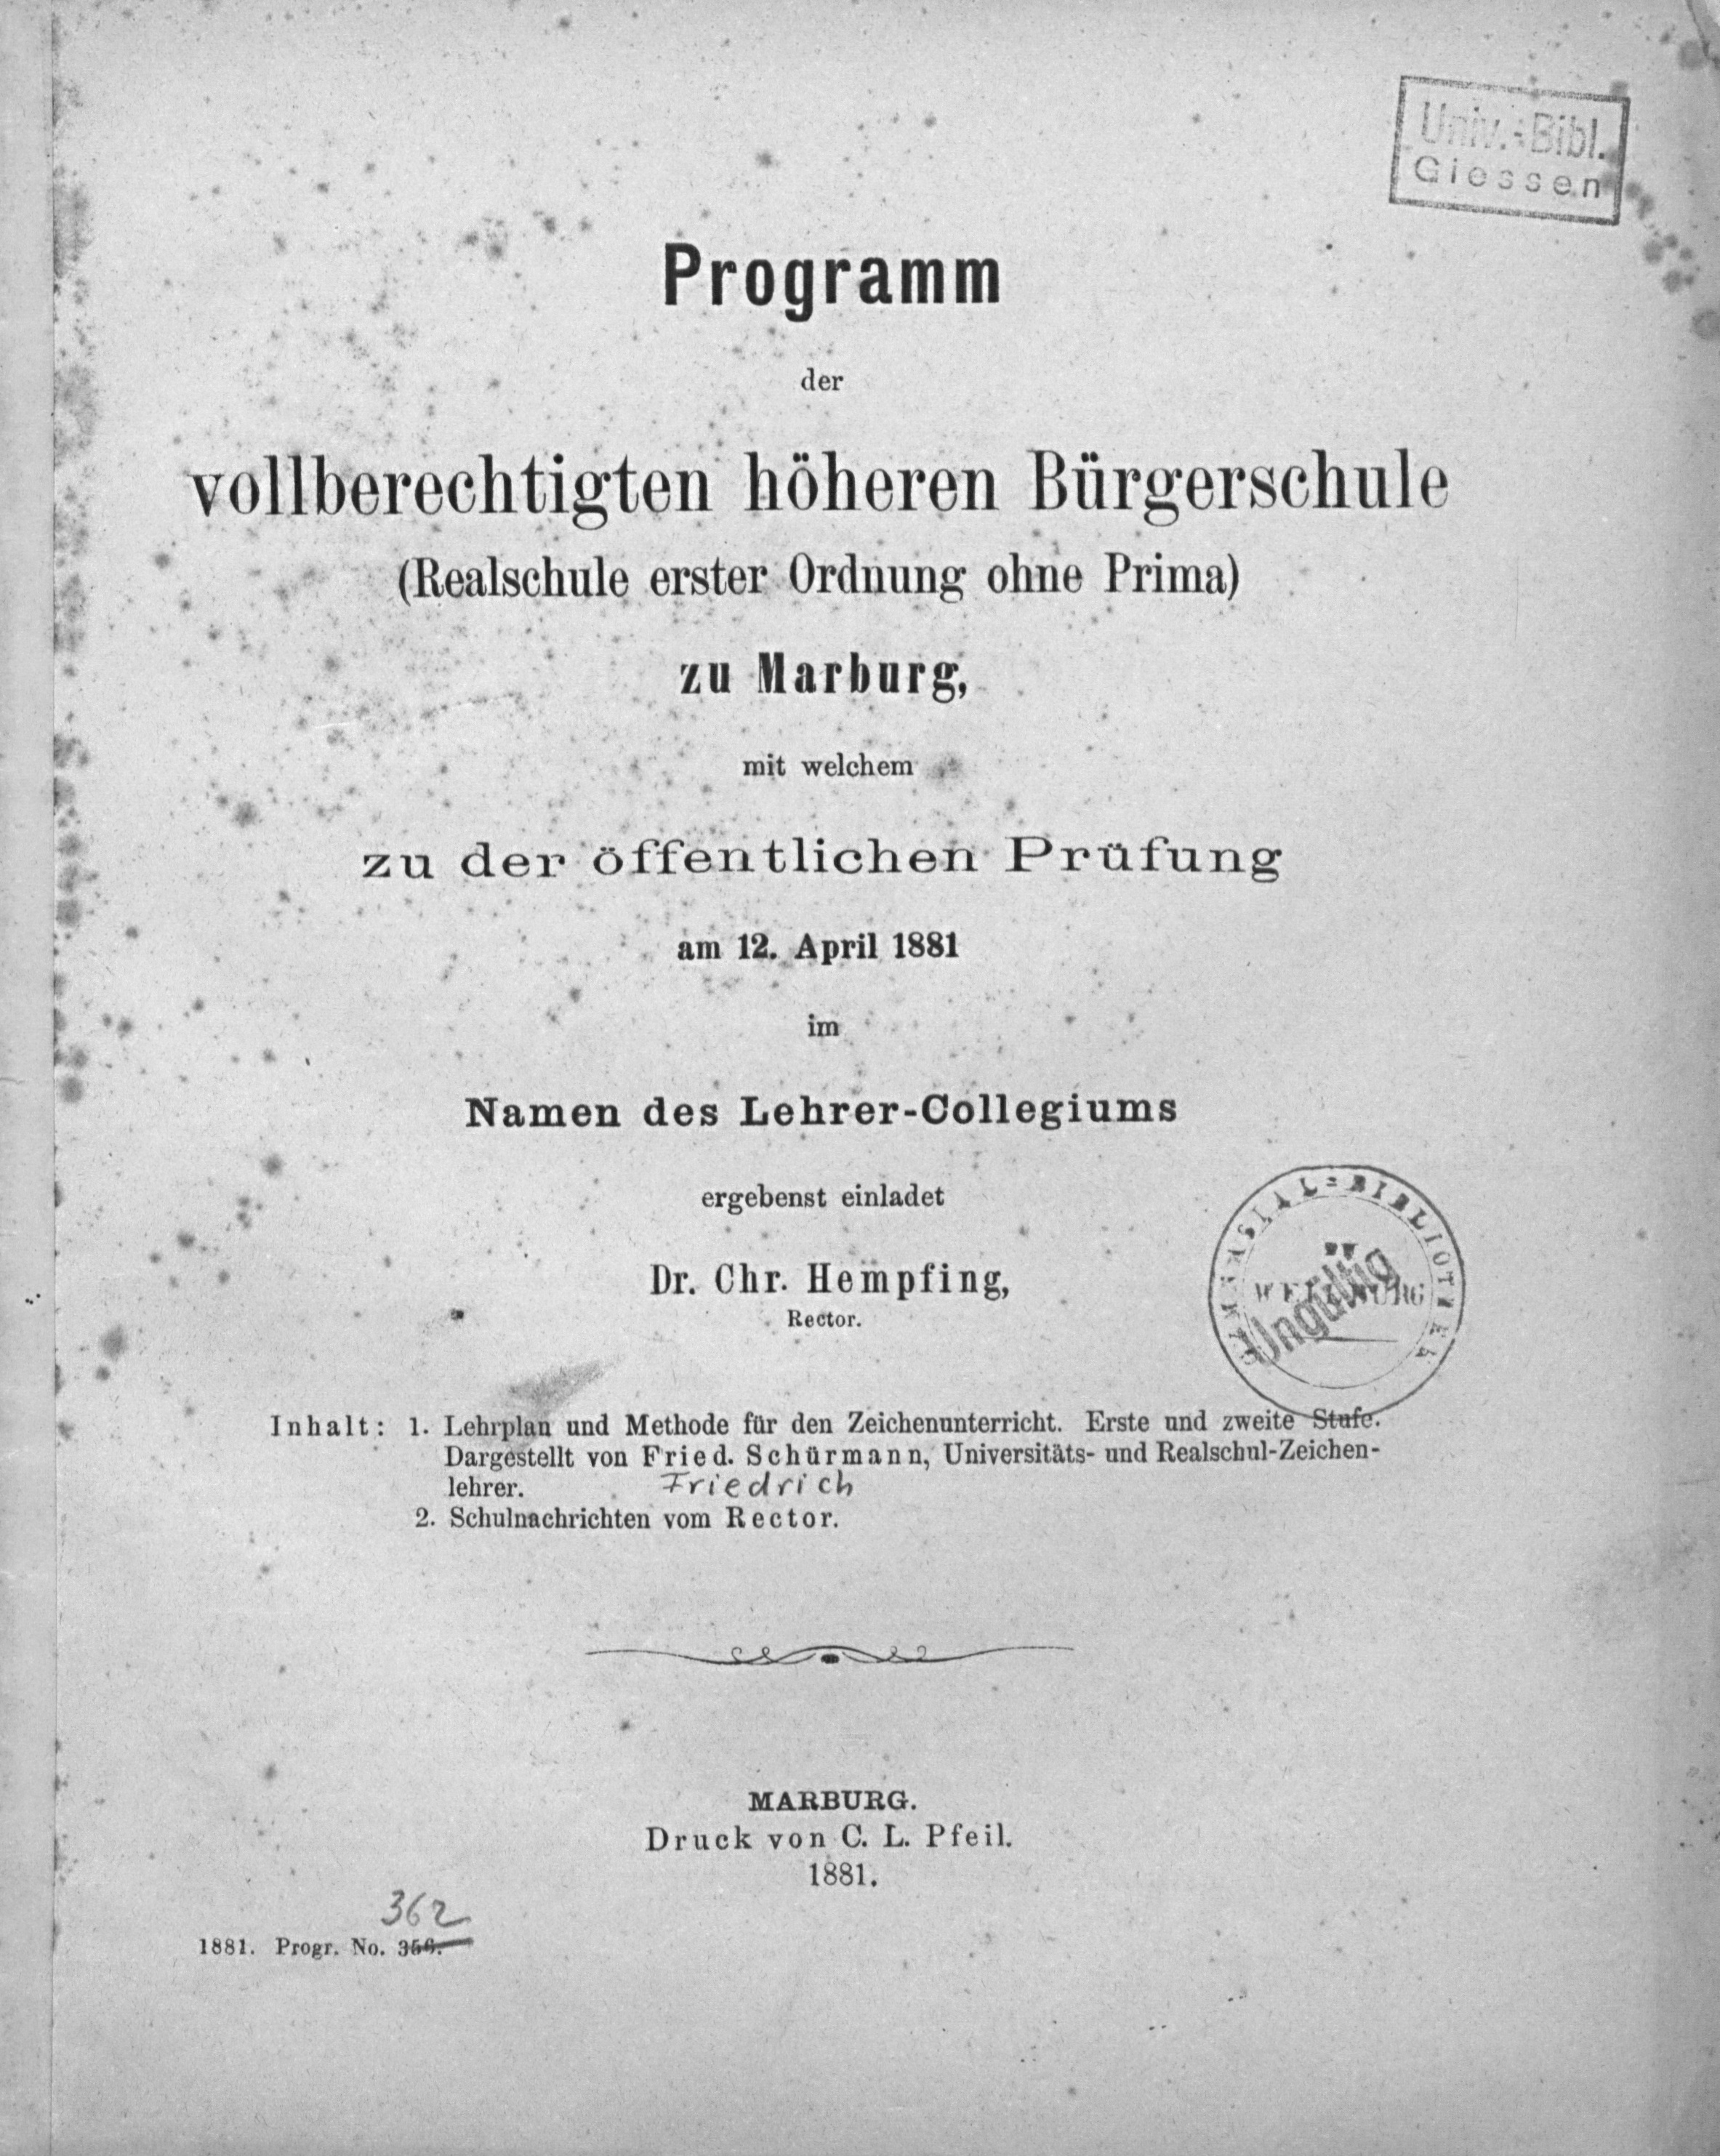 Univ.-Bibl.
Giessen
Programm
der
vollberechtigten höheren Bürgerschule
(Realschule erster Ordnung ohne Prima)
zu Marburg,
mit welchem
zu der öffentlichen Prüfung
am 12. April 1881
im
Namen des Lehrer-Collegiums
ergebenst einladet
Dr. Chr. Hempfing,
Rector.
GYMNASIAL=BIBLIOTHEK
Ungültig
Inhalt: 1. Lehrplan und Methode für den Zeichenunterricht. Erste und zweite Stufe.
Dargestellt von Fried. Schürmann, Universitäts- und Realschul-Zeichen-
lehrer. Friedrich
2. Schulnachrichten vom Rector.
MARBURG.
Druck von C. L. Pfeil.
1881.
362
1881. Progr. No. 356.